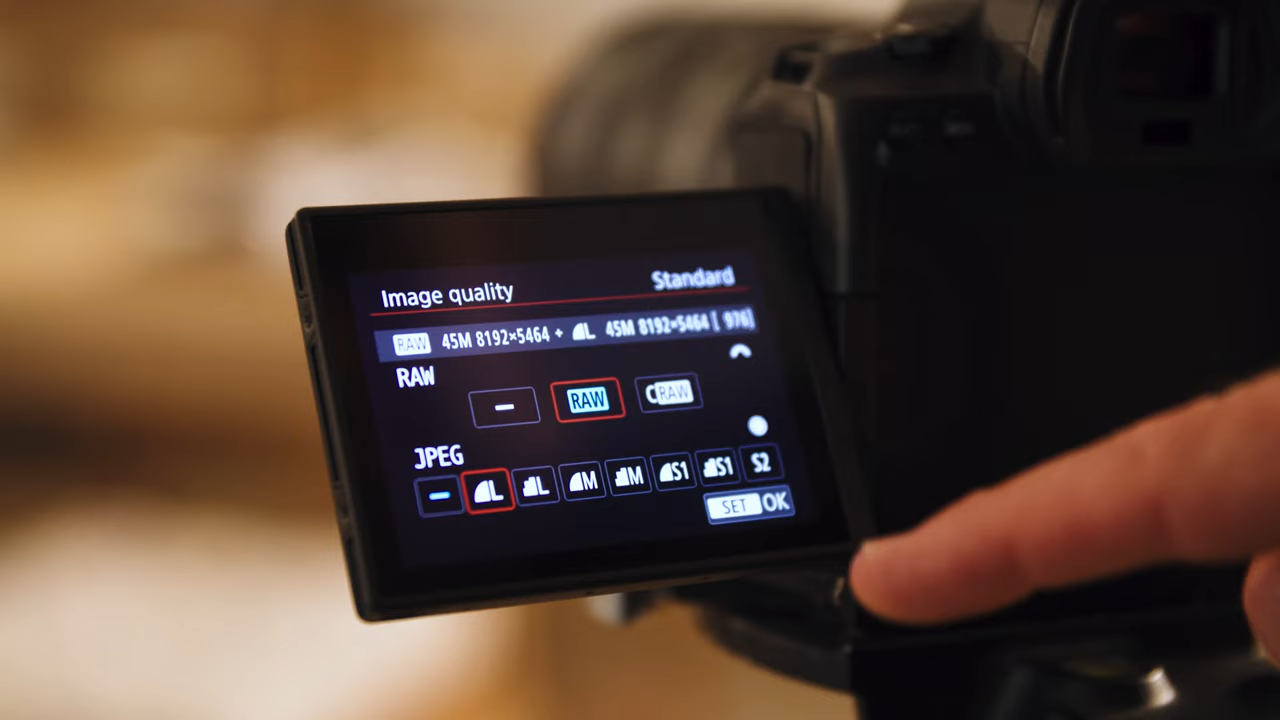 Image quality Standard
RAW 45M 8192×5464 + L 45M 8192×5464 [ 976]
RAW
– RAW CRAW
JPEG
– L L M M S1 S1 S2
SET OK